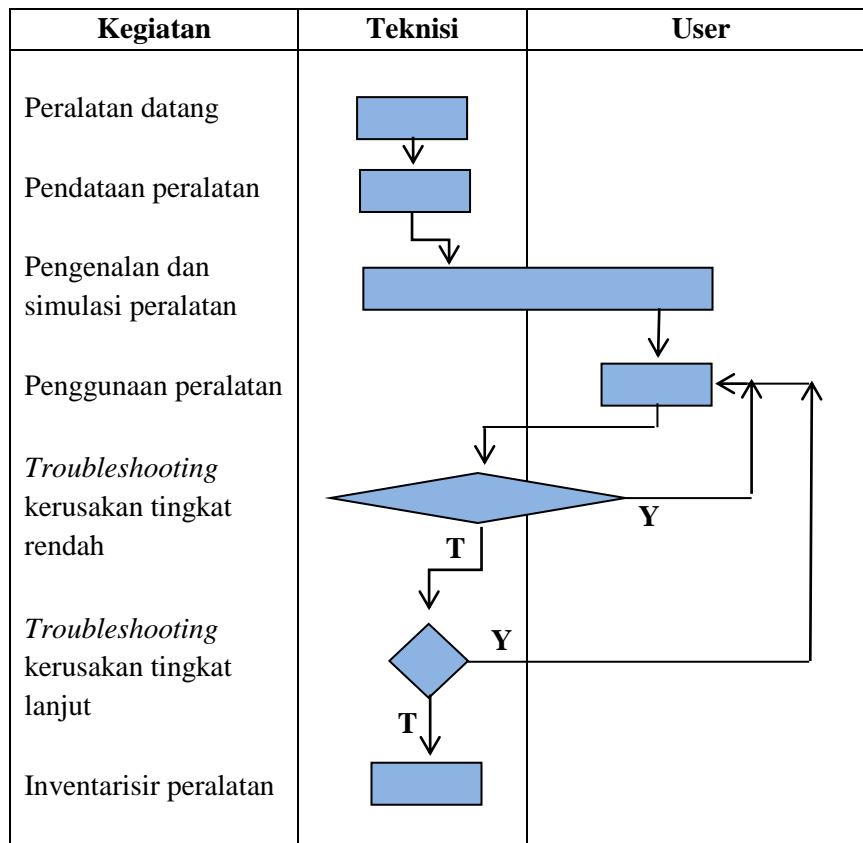 Kegiatan
Teknisi
User
Peralatan datang
Pendataan peralatan
Pengenalan dan
simulasi peralatan
Penggunaan peralatan
Troubleshooting
kerusakan tingkat
rendah
Y
T
Troubleshooting
kerusakan tingkat
lanjut
Y
T
Inventarisir peralatan